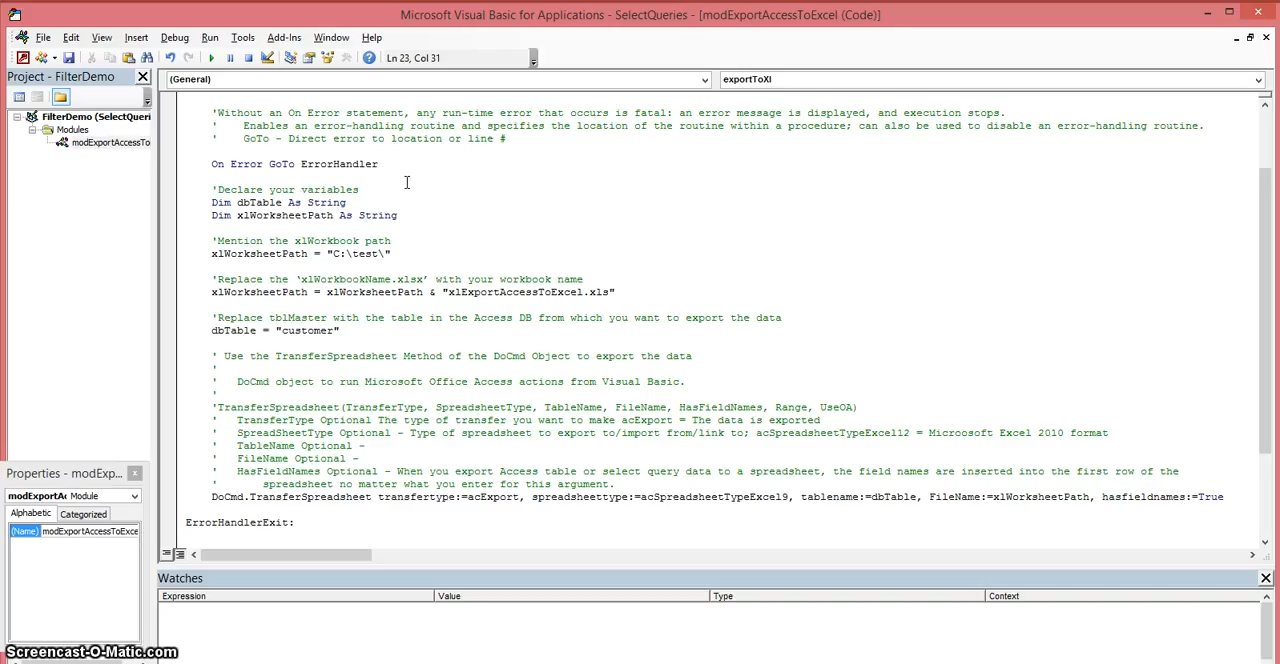 Microsoft Visual Basic for Applications - SelectQueries - [modExportAccessToExcel (Code)]
File Edit View Insert Debug Run Tools Add-Ins Window Help
Ln 23, Col 31
Project - FilterDemo
(General)
exportToXl
FilterDemo (SelectQueri
Modules
modExportAccessTo
'Without an On Error statement, any run-time error that occurs is fatal: an error message is displayed, and execution stops.
' Enables an error-handling routine and specifies the location of the routine within a procedure; can also be used to disable an error-handling routine.
' GoTo - Direct error to location or line #
On Error GoTo ErrorHandler
'Declare your variables
Dim dbTable As String
Dim xlWorksheetPath As String
'Mention the xlWorkbook path
xlWorksheetPath = "C:\test\"
'Replace the ‘xlWorkbookName.xlsx’ with your workbook name
xlWorksheetPath = xlWorksheetPath & "xlExportAccessToExcel.xls"
'Replace tblMaster with the table in the Access DB from which you want to export the data
dbTable = "customer"
' Use the TransferSpreadsheet Method of the DoCmd Object to export the data
'
' DoCmd object to run Microsoft Office Access actions from Visual Basic.
'
'TransferSpreadsheet(TransferType, SpreadsheetType, TableName, FileName, HasFieldNames, Range, UseOA)
' TransferType Optional The type of transfer you want to make acExport = The data is exported
' SpreadSheetType Optional - Type of spreadsheet to export to/import from/link to; acSpreadsheetTypeExcel12 = Mircoosoft Excel 2010 format
' TableName Optional -
' FileName Optional -
' HasFieldNames Optional - When you export Access table or select query data to a spreadsheet, the field names are inserted into the first row of the
' spreadsheet no matter what you enter for this argument.
DoCmd.TransferSpreadsheet transfertype:=acExport, spreadsheettype:=acSpreadsheetTypeExcel9, tablename:=dbTable, FileName:=xlWorksheetPath, hasfieldnames:=True
ErrorHandlerExit:
Properties - modExp...
modExportAc Module
Alphabetic Categorized
(Name) modExportAccessToExce
Watches
Expression Value Type Context
Screencast-O-Matic.com